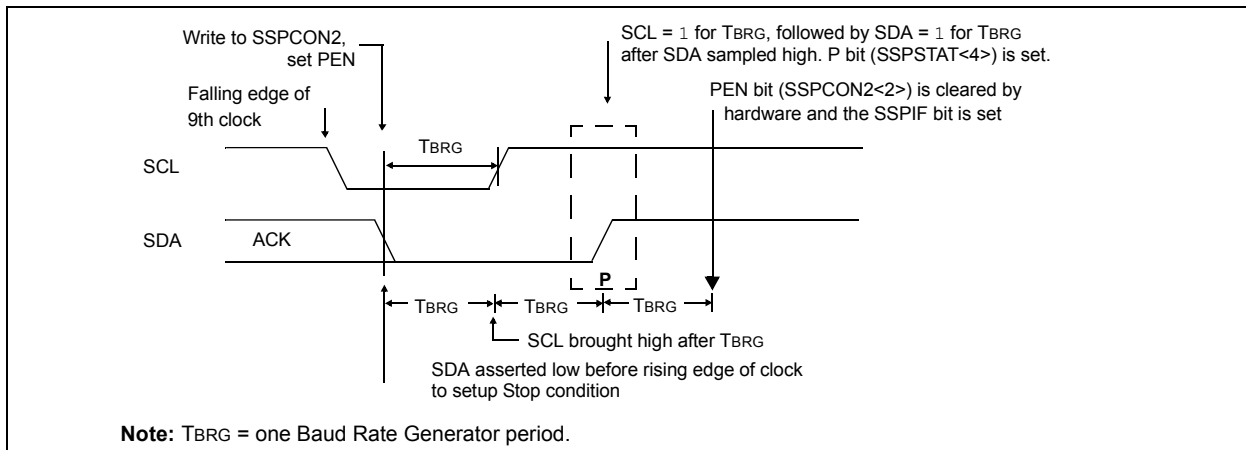 Write to SSPCON2,
set PEN
SCL = 1 for TBRG, followed by SDA = 1 for TBRG
after SDA sampled high. P bit (SSPSTAT<4>) is set.
Falling edge of
9th clock
PEN bit (SSPCON2<2>) is cleared by
hardware and the SSPIF bit is set
TBRG
SCL
SDA
ACK
P
TBRG
TBRG
TBRG
SCL brought high after TBRG
SDA asserted low before rising edge of clock
to setup Stop condition
Note: TBRG = one Baud Rate Generator period.